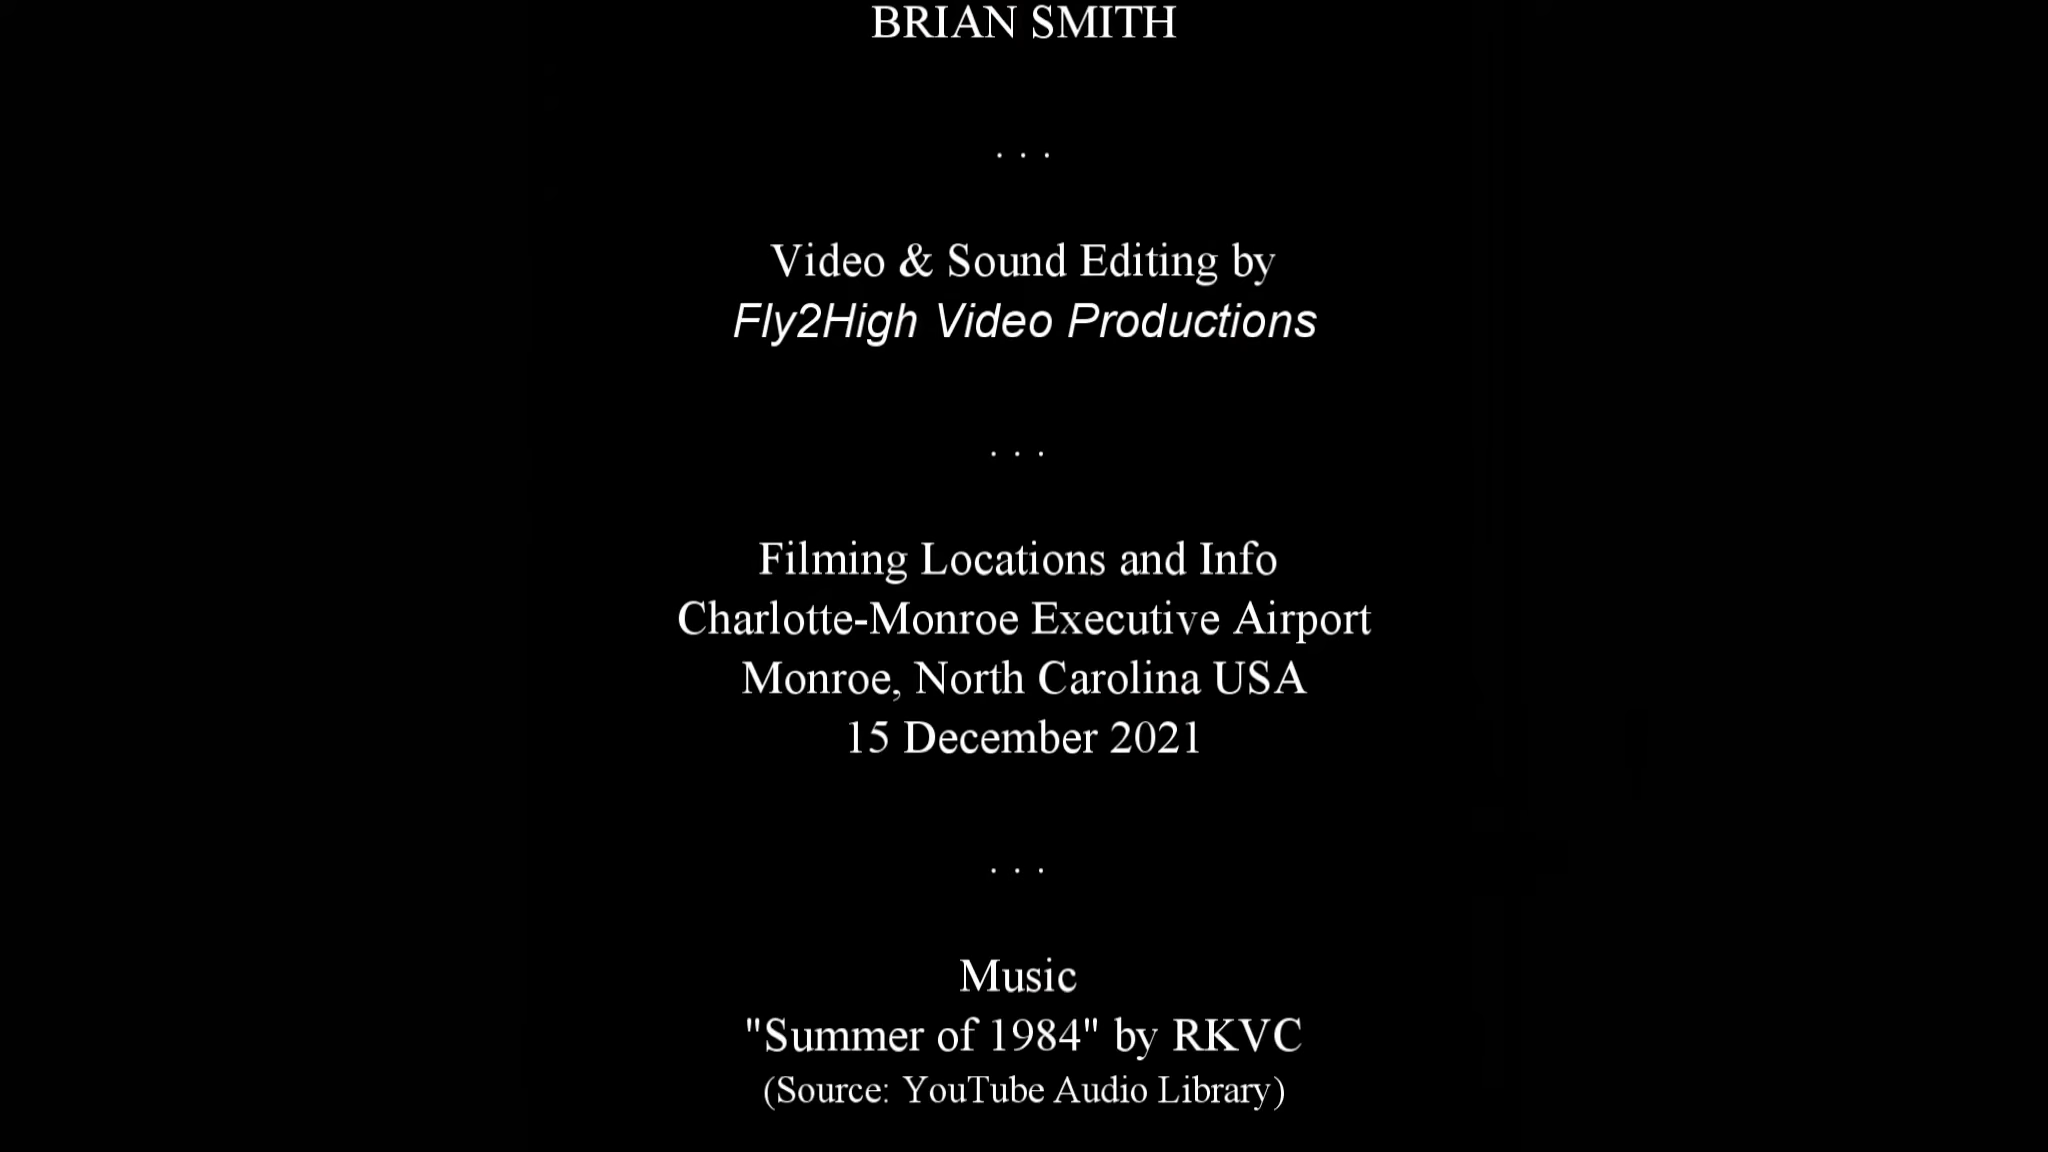 BRIAN SMITH
. . .
Video & Sound Editing by
Fly2High Video Productions
. . .
Filming Locations and Info
Charlotte-Monroe Executive Airport
Monroe, North Carolina USA
15 December 2021
. . .
Music
"Summer of 1984" by RKVC
(Source: YouTube Audio Library)